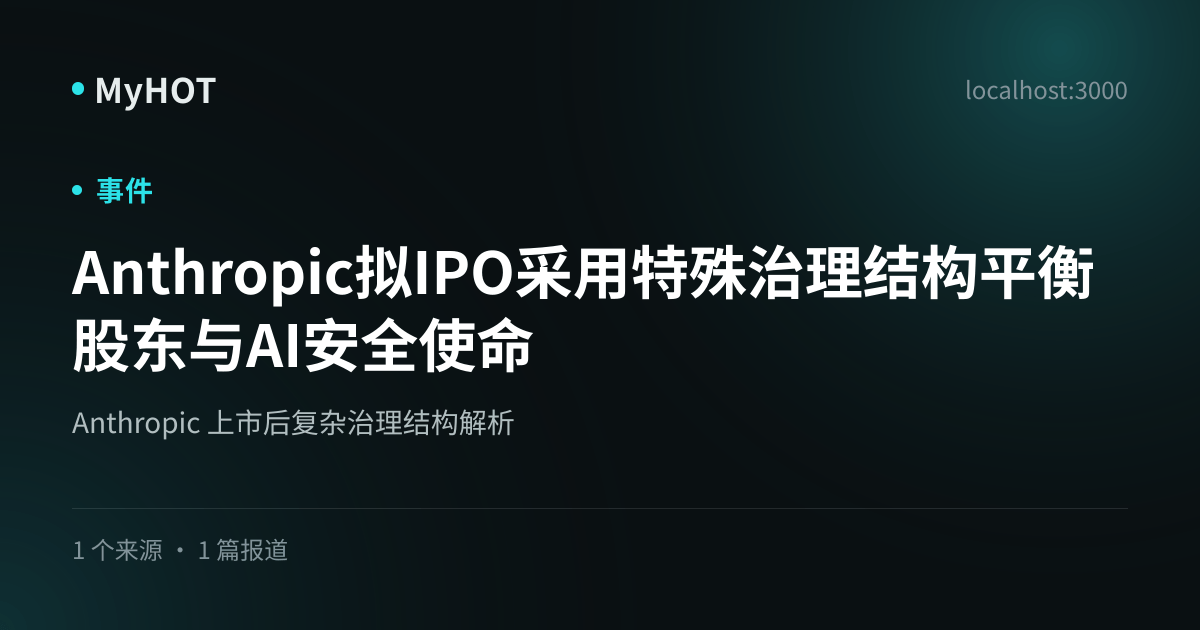 MyHOT
localhost:3000
事件
Anthropic拟IPO采用特殊治理结构平衡
股东与AI安全使命
Anthropic 上市后复杂治理结构解析
1 个来源 · 1 篇报道